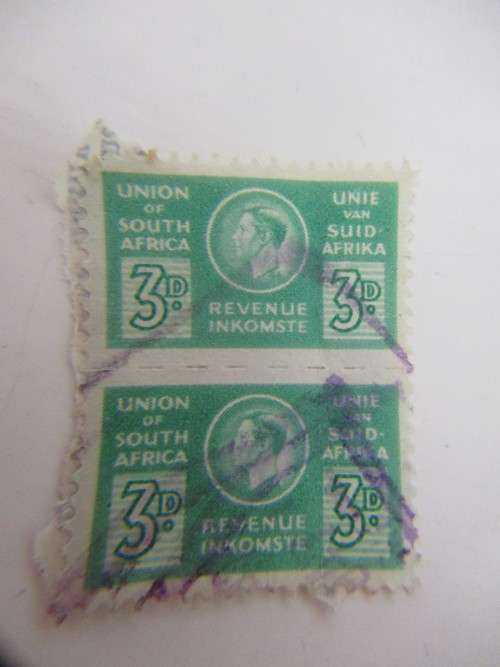 UNION
OF
SOUTH
AFRICA
UNIE
VAN
SUID-
AFRIKA
3D.
REVENUE
INKOMSTE
3D.
UNION
OF
SOUTH
AFRICA
UNIE
VAN
SUID-
AFRIKA
3D.
REVENUE
INKOMSTE
3D.